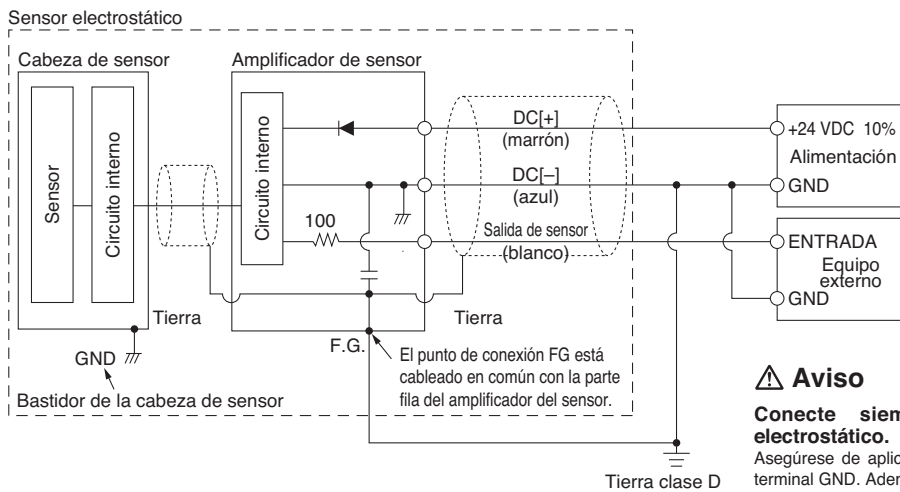 Sensor electrostático
Cabeza de sensor
Amplificador de sensor
Sensor
Circuito interno
Circuito interno
100
DC[+]
(marrón)
DC[–]
(azul)
Salida de sensor
(blanco)
+24 VDC 10%
Alimentación
GND
ENTRADA
Equipo
externo
GND
Tierra
Tierra
GND
F.G.
El punto de conexión FG está
cableado en común con la parte
fila del amplificador del sensor.
Bastidor de la cabeza de sensor
Tierra clase D
⚠ Aviso
Conecte siem
electrostático.
Asegúrese de aplic
terminal GND. Ader